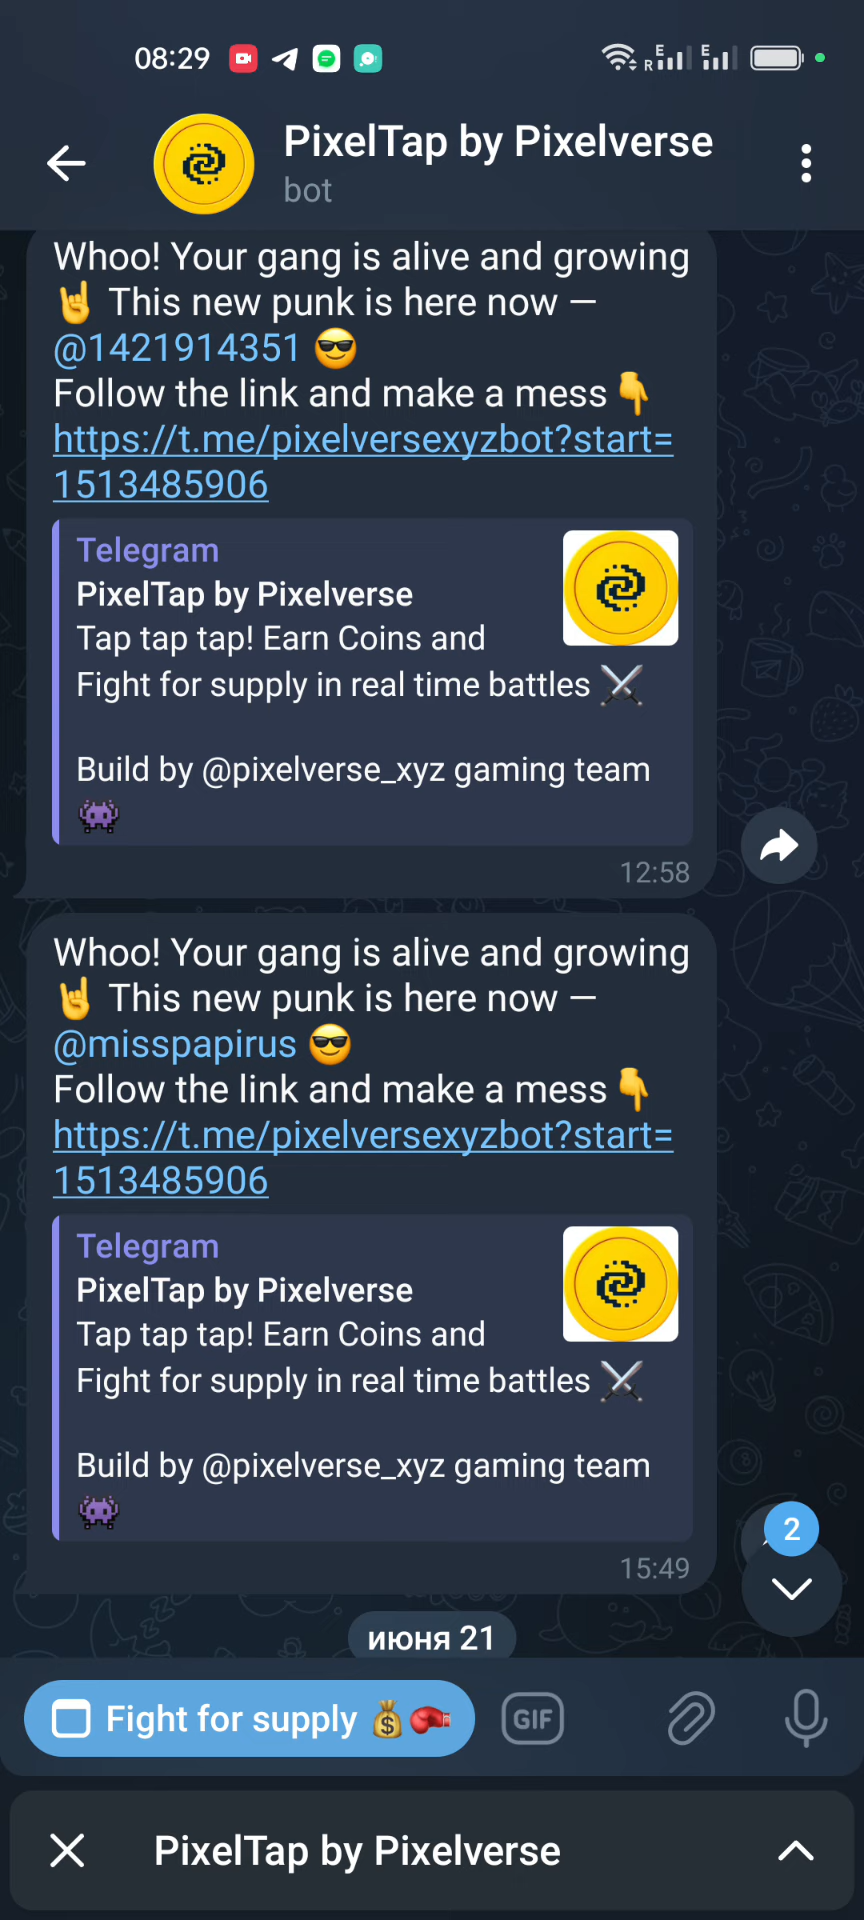 08:29
R E E
PixelTap by Pixelverse
bot
Whoo! Your gang is alive and growing
🤘 This new punk is here now —
@1421914351 😎
Follow the link and make a mess 👇
https://t.me/pixelversexyzbot?start=
1513485906
Telegram
PixelTap by Pixelverse
Tap tap tap! Earn Coins and
Fight for supply in real time battles ⚔️
Build by @pixelverse_xyz gaming team
👾
12:58
Whoo! Your gang is alive and growing
🤘 This new punk is here now —
@misspapirus 😎
Follow the link and make a mess 👇
https://t.me/pixelversexyzbot?start=
1513485906
Telegram
PixelTap by Pixelverse
Tap tap tap! Earn Coins and
Fight for supply in real time battles ⚔️
Build by @pixelverse_xyz gaming team
👾
2
15:49
июня 21
Fight for supply 💰🥊
GIF
PixelTap by Pixelverse